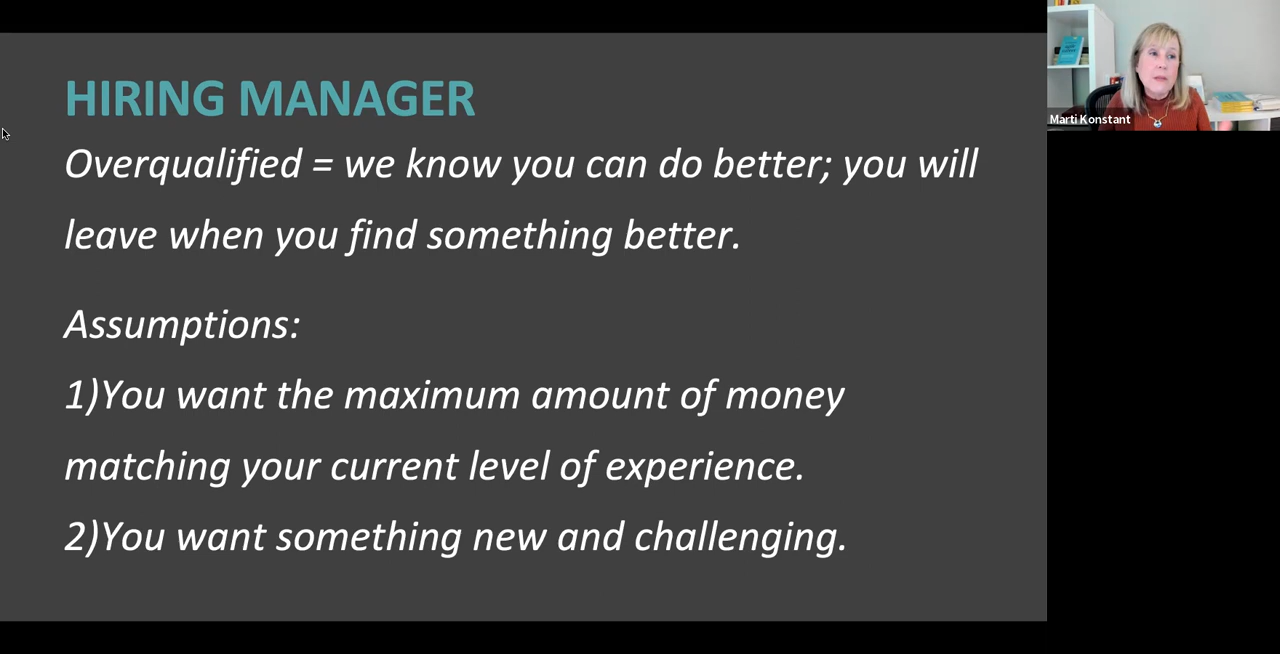 HIRING MANAGER
Overqualified = we know you can do better; you will
leave when you find something better.
Assumptions:
1)You want the maximum amount of money
matching your current level of experience.
2)You want something new and challenging.
Marti Konstant